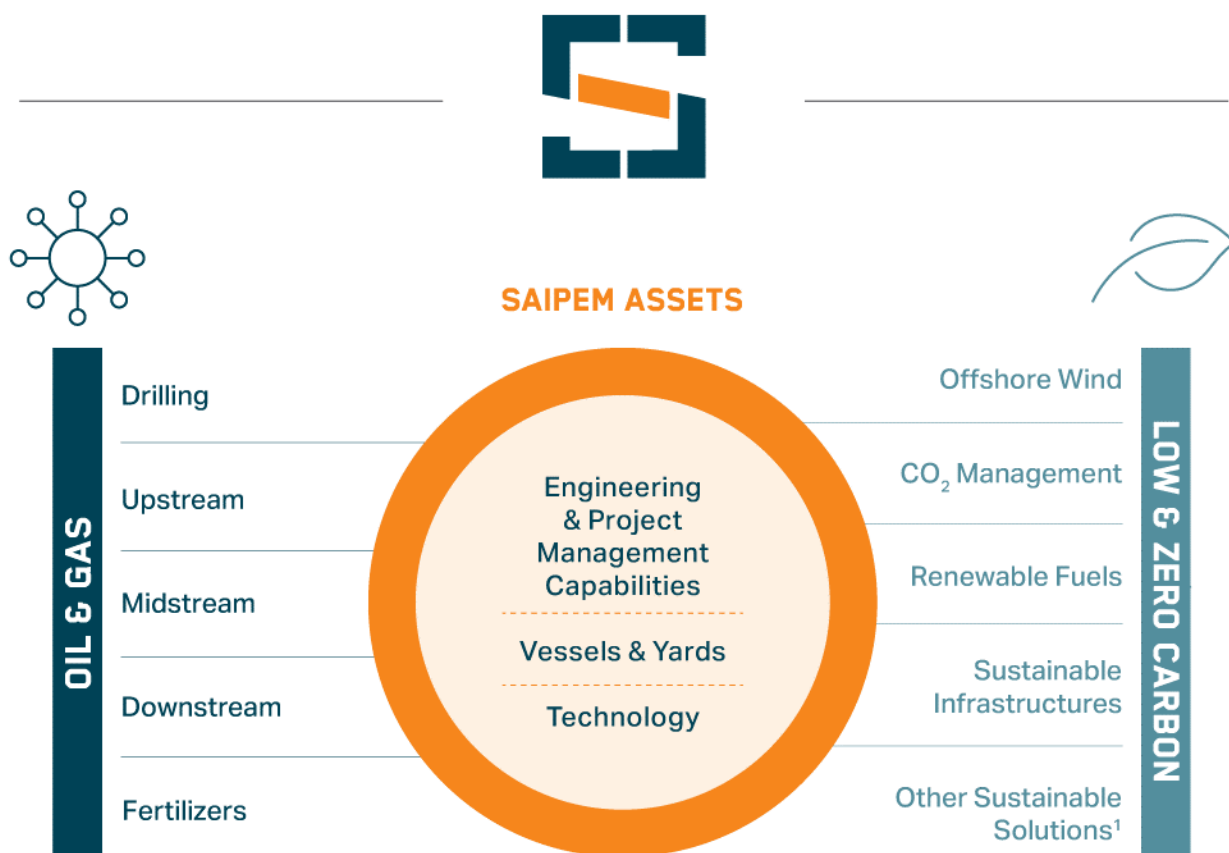 SAIPEM ASSETS
OIL & GAS
Drilling
Upstream
Midstream
Downstream
Fertilizers
Engineering
& Project
Management
Capabilities
Vessels & Yards
Technology
Offshore Wind
CO₂ Management
Renewable Fuels
Sustainable
Infrastructures
Other Sustainable
Solutions¹
LOW & ZERO CARBON